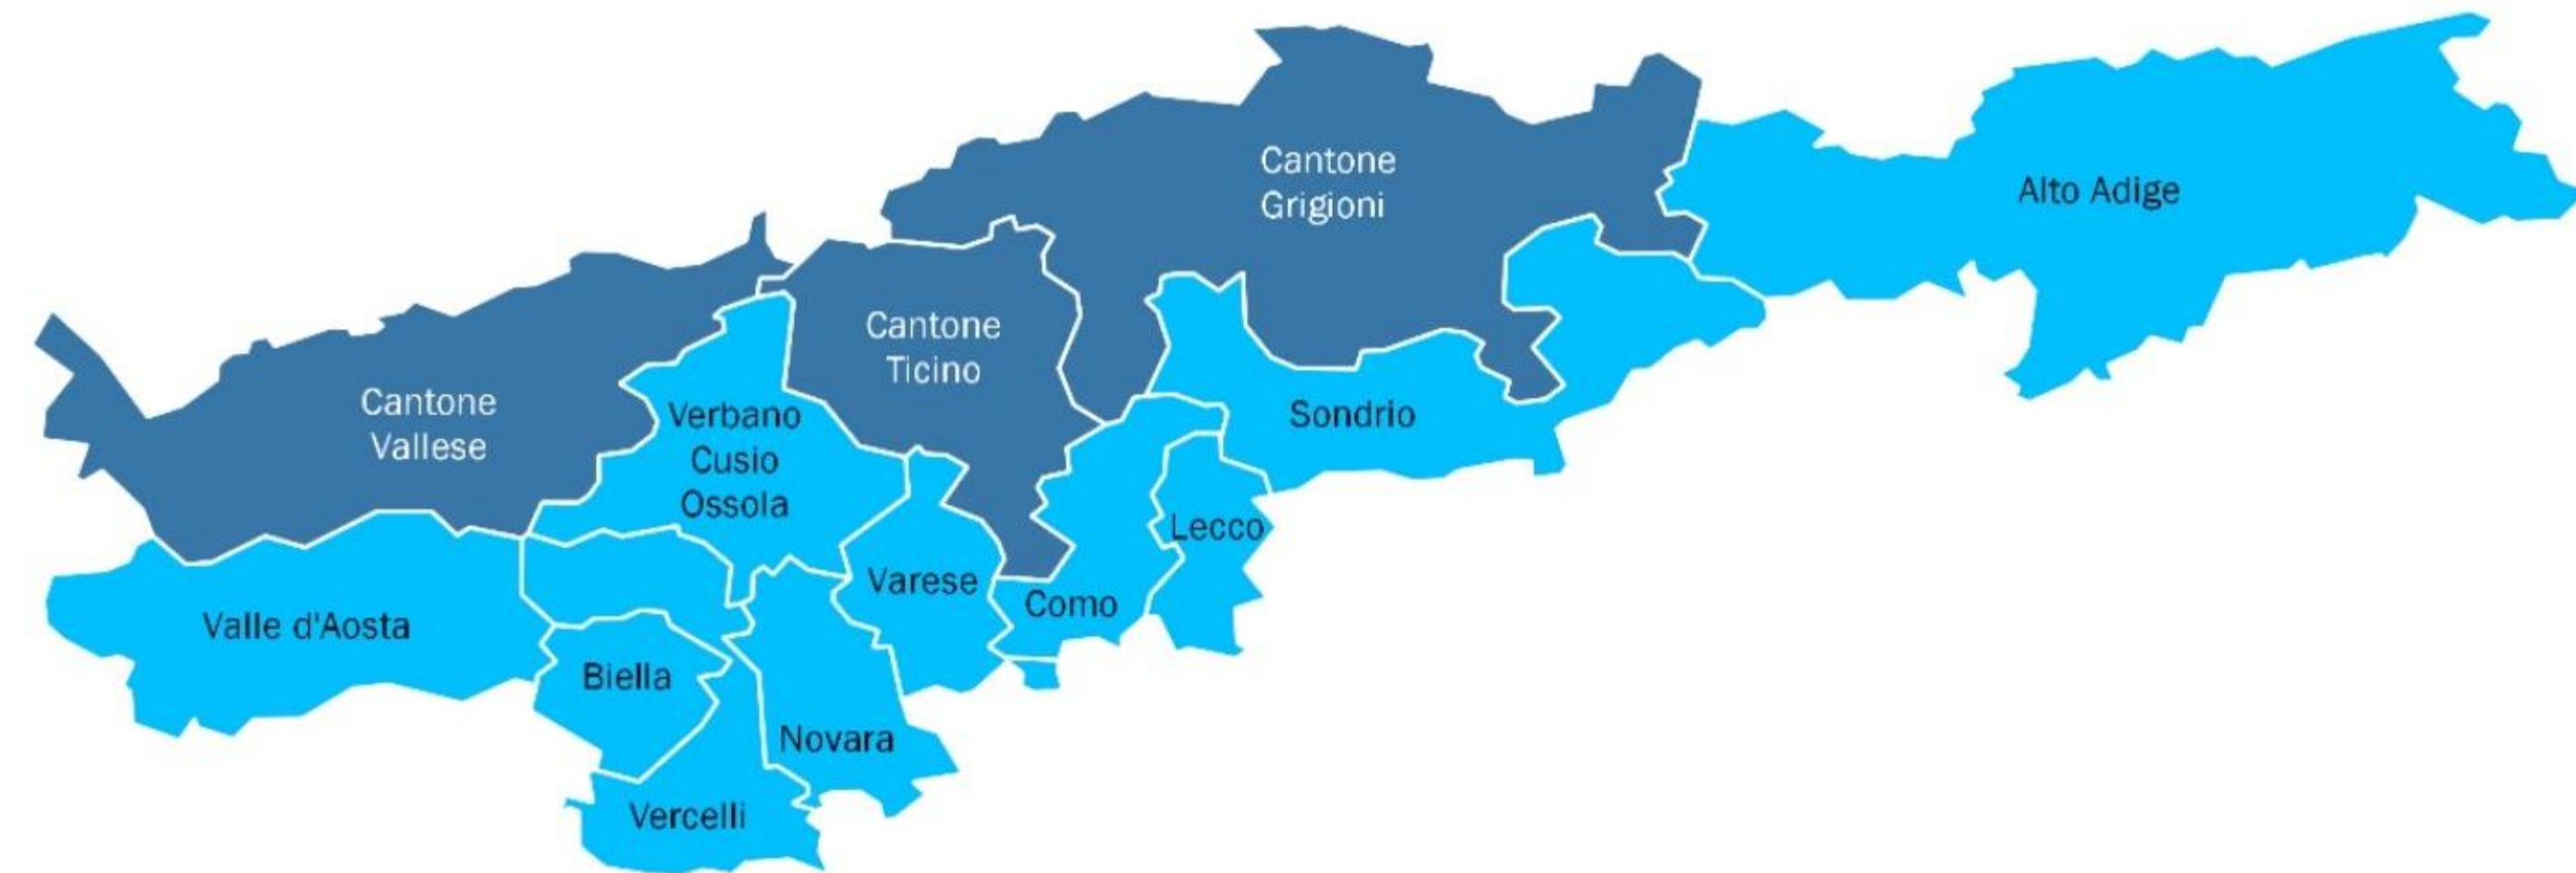 Cantone
Grigioni
Alto Adige
Cantone
Ticino
Cantone
Vallese
Verbano
Cusio
Ossola
Sondrio
Lecco
Varese
Como
Valle d'Aosta
Biella
Novara
Vercelli